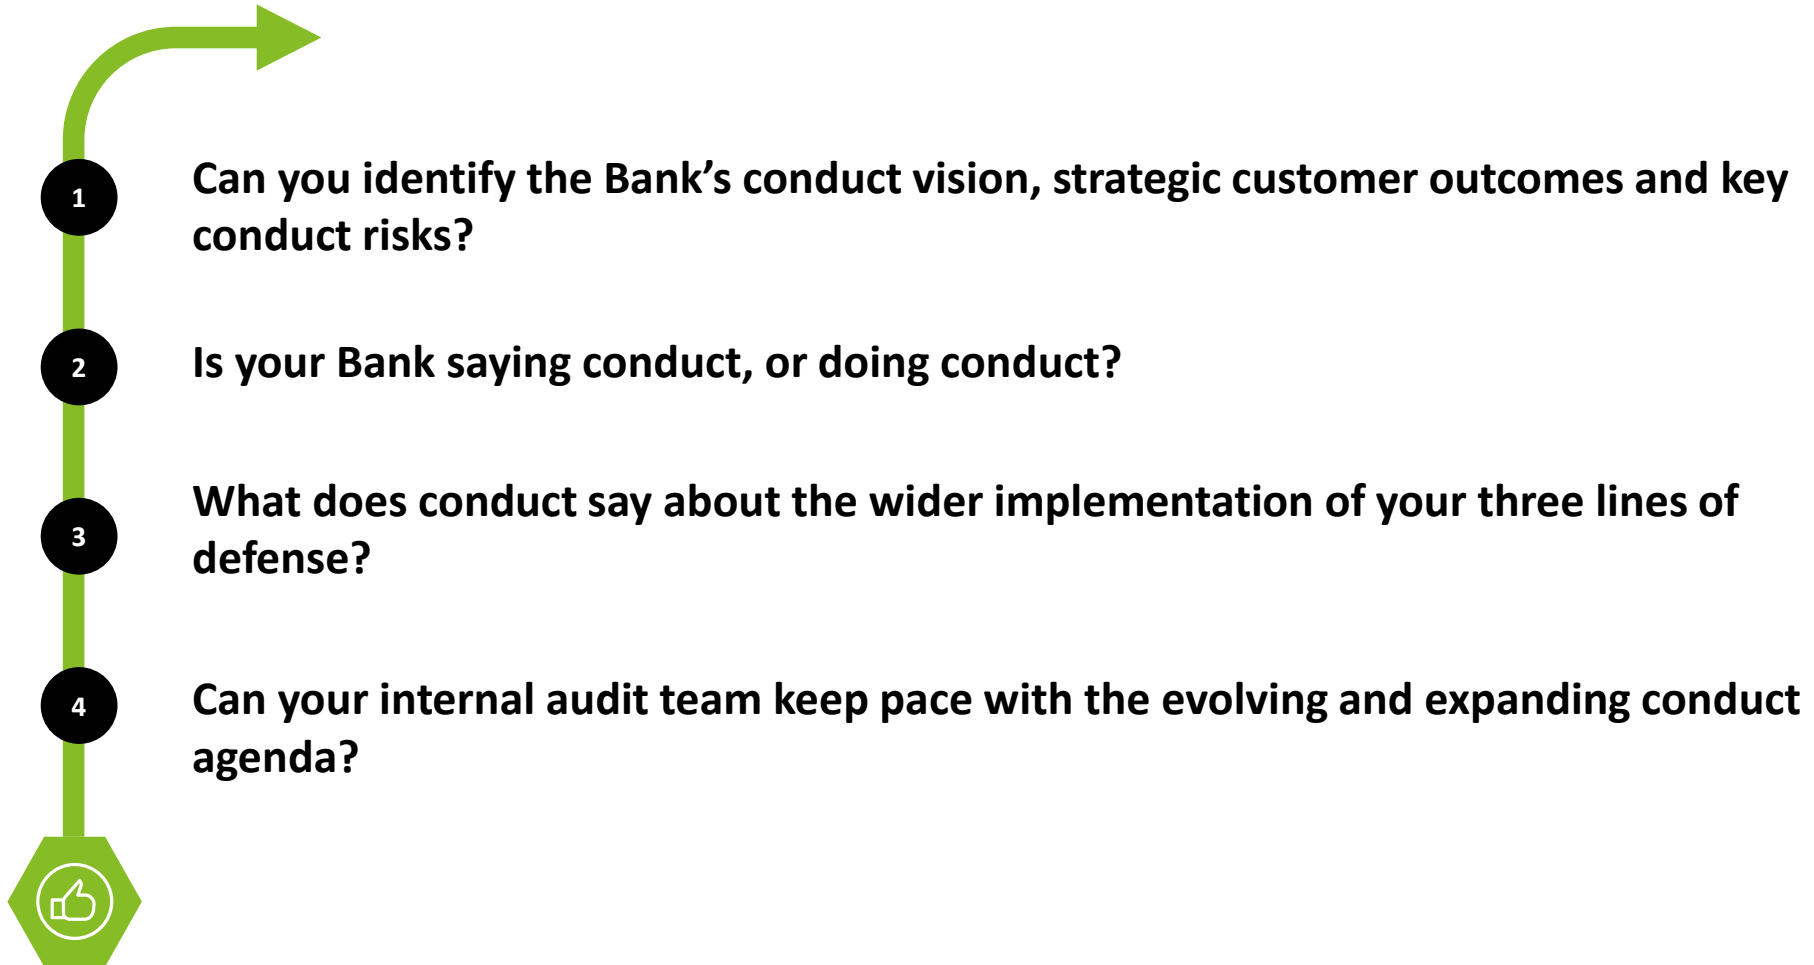 1
Can you identify the Bank’s conduct vision, strategic customer outcomes and key
conduct risks?
2
Is your Bank saying conduct, or doing conduct?
3
What does conduct say about the wider implementation of your three lines of
defense?
4
Can your internal audit team keep pace with the evolving and expanding conduct
agenda?